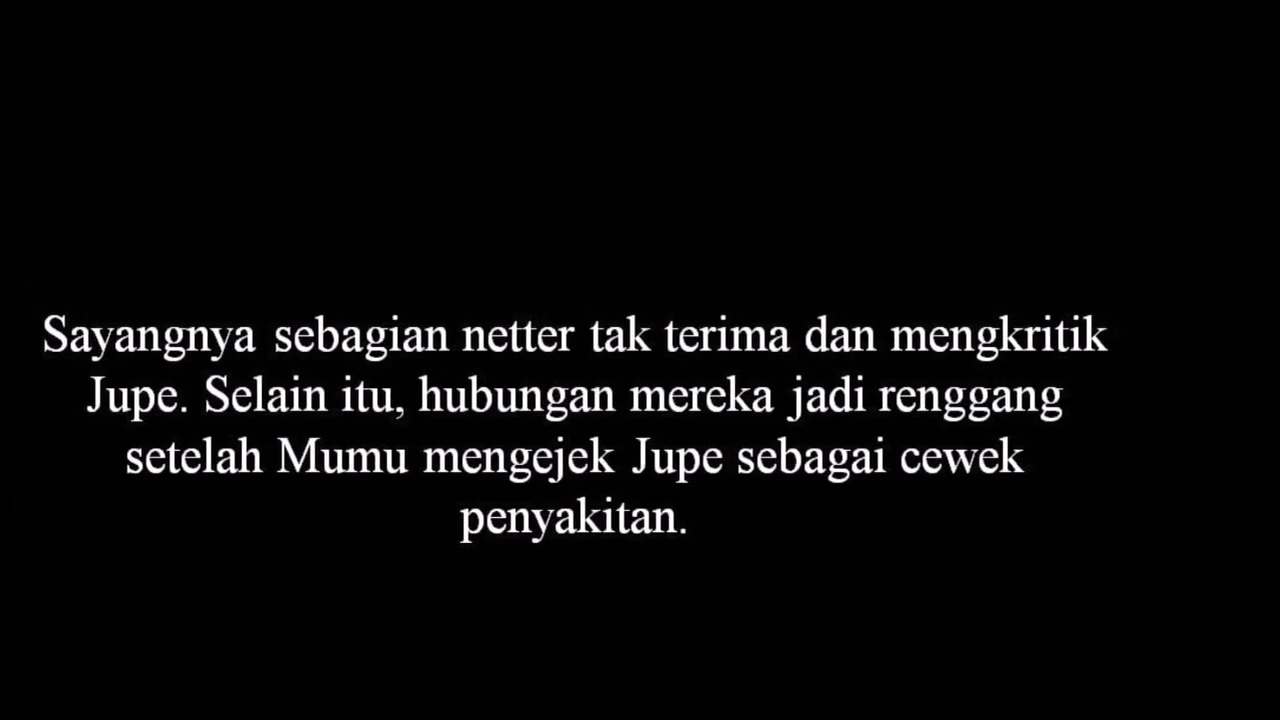 Sayangnya sebagian netter tak terima dan mengkritik
Jupe. Selain itu, hubungan mereka jadi renggang
setelah Mumu mengejek Jupe sebagai cewek
penyakitan.